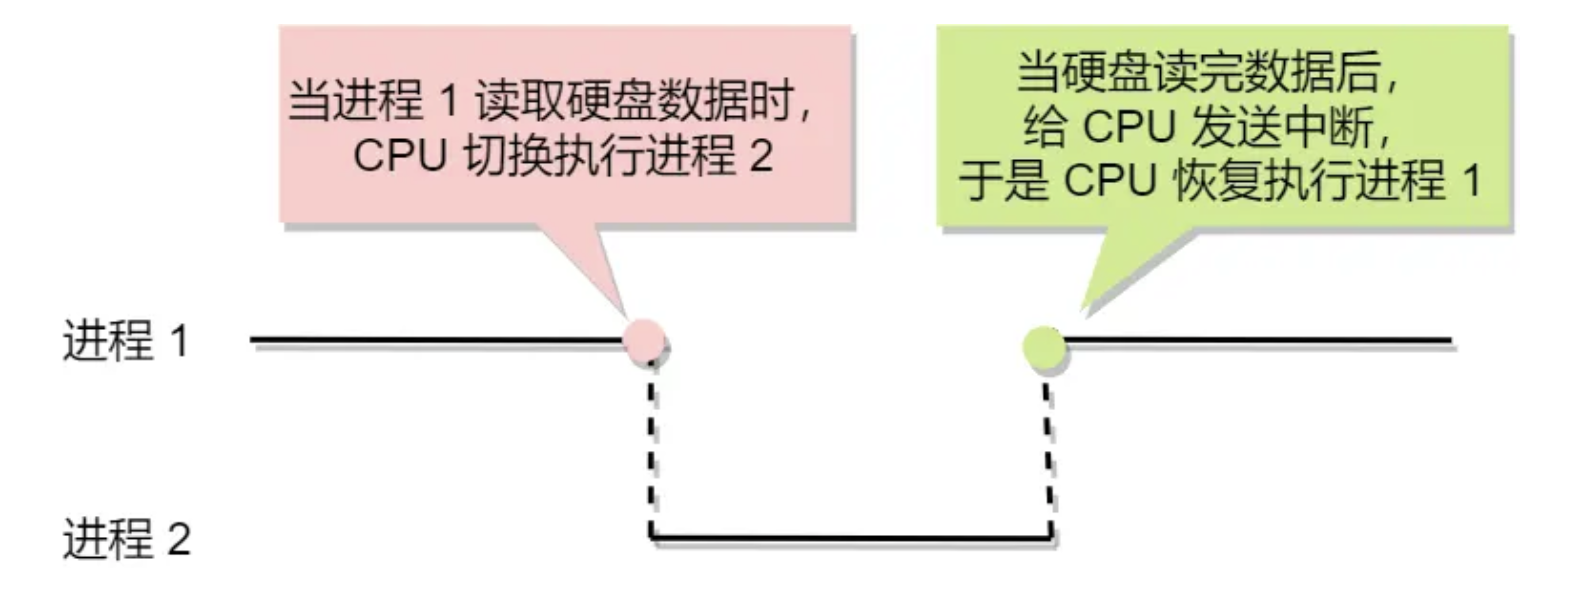 当进程 1 读取硬盘数据时，
CPU 切换执行进程 2
当硬盘读完数据后，
给 CPU 发送中断，
于是 CPU 恢复执行进程 1
进程 1
进程 2